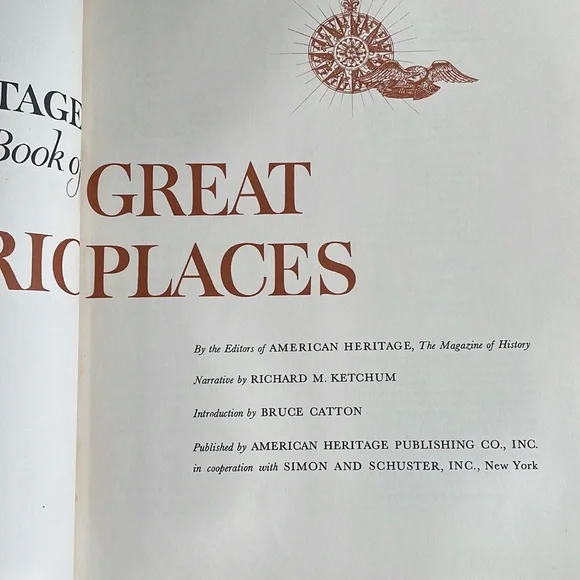 TAGE
Book of
GREAT
RIC PLACES
By the Editors of AMERICAN HERITAGE, The Magazine of History
Narrative by RICHARD M. KETCHUM
Introduction by BRUCE CATTON
Published by AMERICAN HERITAGE PUBLISHING CO., INC.
in cooperation with SIMON AND SCHUSTER, INC., New York